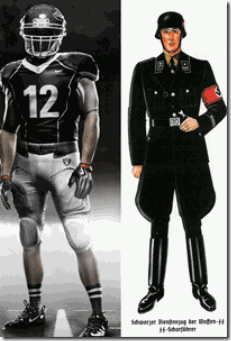 12
Schwarzer Dienstanzug der Waffen-SS
SS-Scharführer